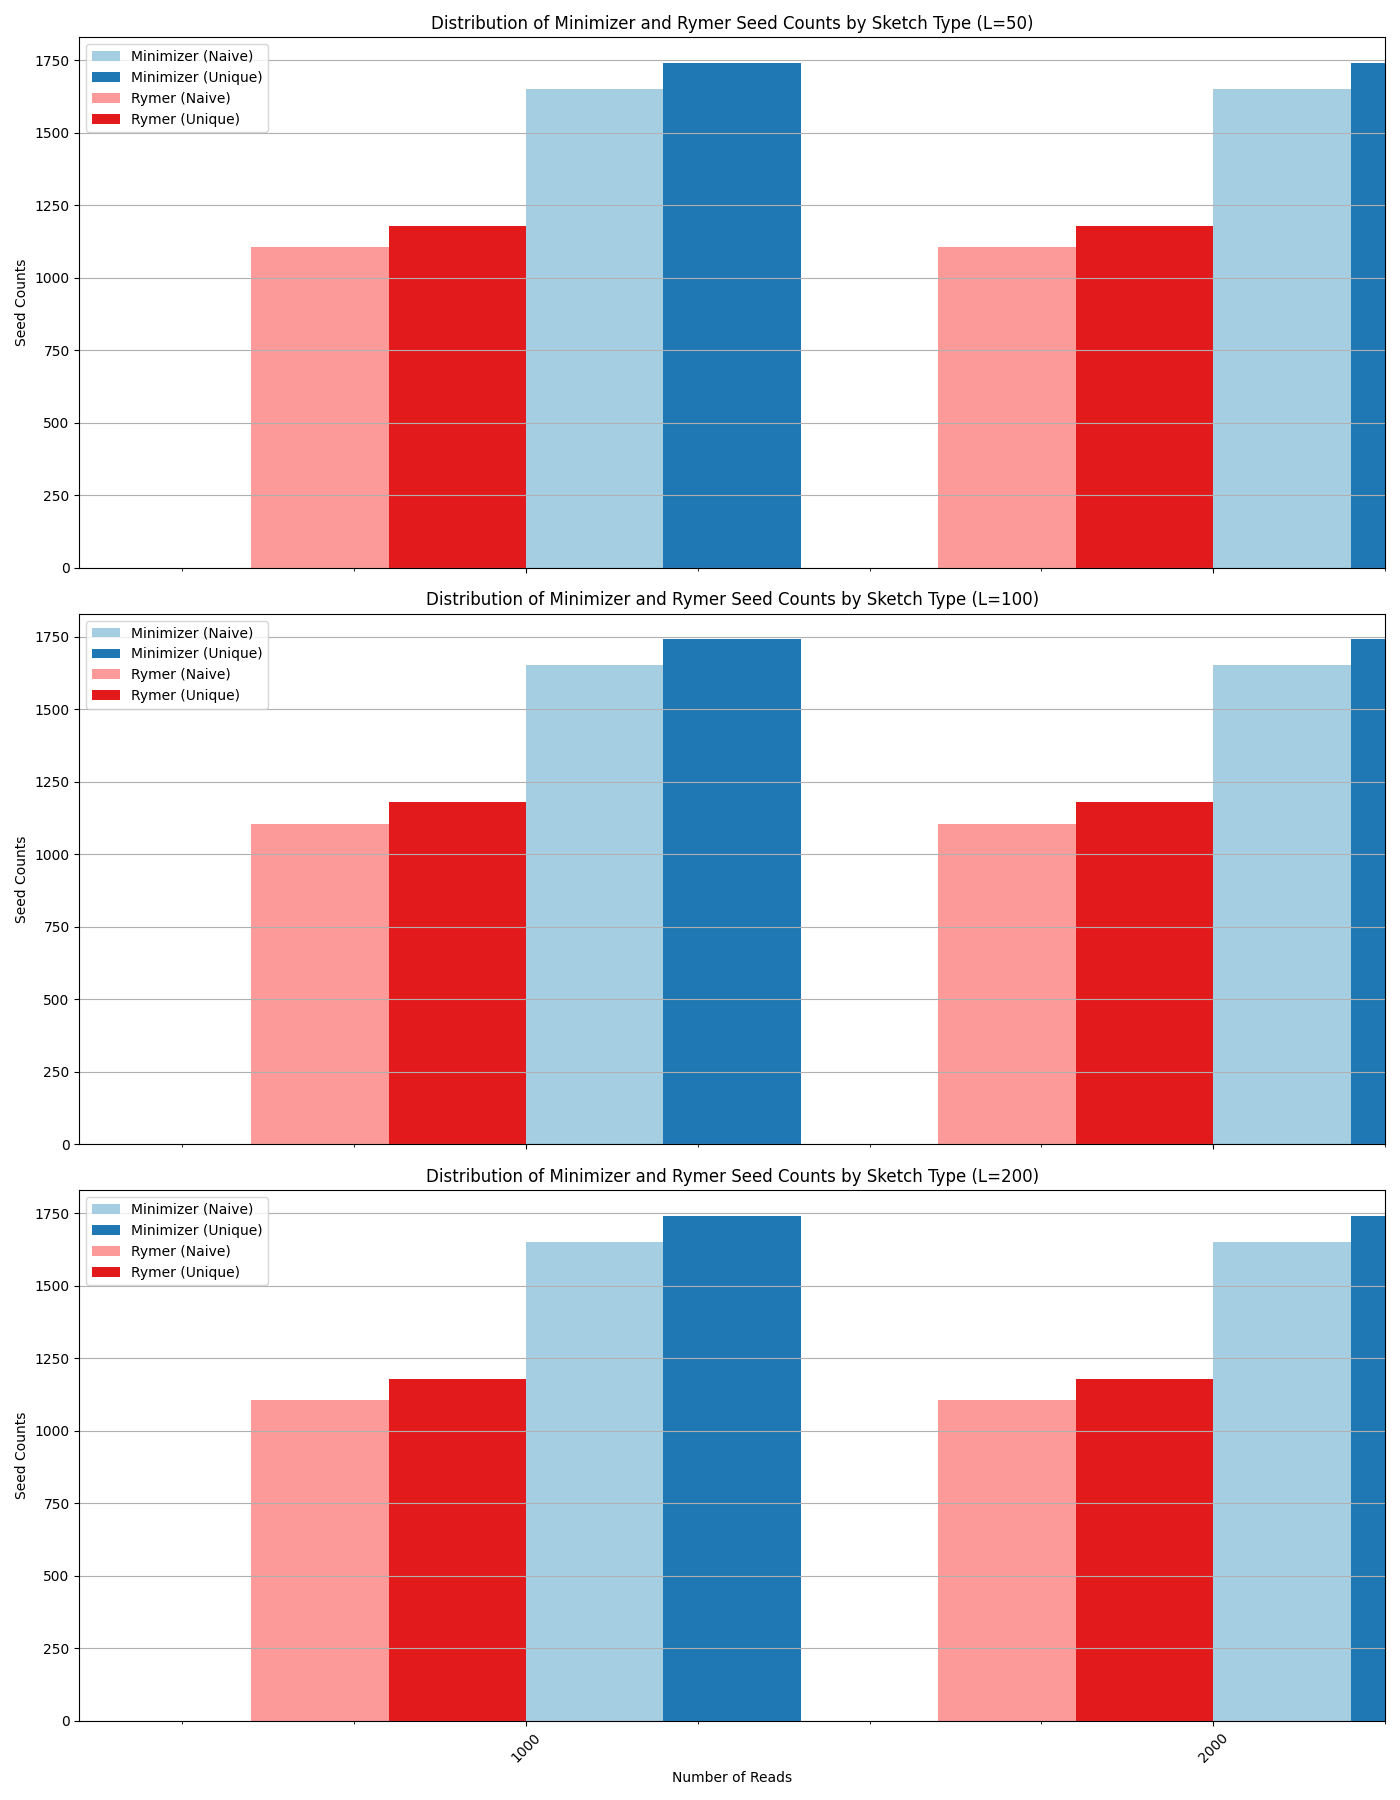 Distribution of Minimizer and Rymer Seed Counts by Sketch Type (L=50)
Minimizer (Naive)
Minimizer (Unique)
Rymer (Naive)
Rymer (Unique)
1750
1500
1250
1000
750
500
250
0
Seed Counts
Distribution of Minimizer and Rymer Seed Counts by Sketch Type (L=100)
Minimizer (Naive)
Minimizer (Unique)
Rymer (Naive)
Rymer (Unique)
1750
1500
1250
1000
750
500
250
0
Seed Counts
Distribution of Minimizer and Rymer Seed Counts by Sketch Type (L=200)
Minimizer (Naive)
Minimizer (Unique)
Rymer (Naive)
Rymer (Unique)
1750
1500
1250
1000
750
500
250
0
Seed Counts
1000
2000
Number of Reads